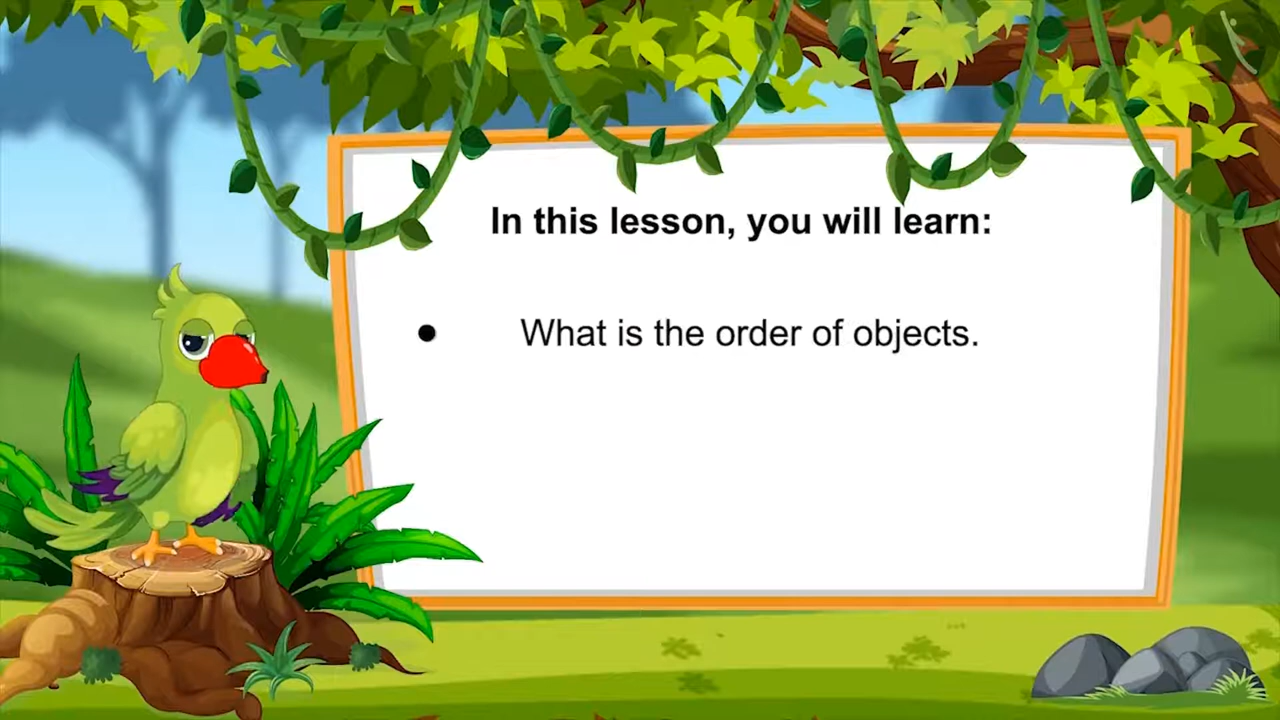 In this lesson, you will learn:
● What is the order of objects.